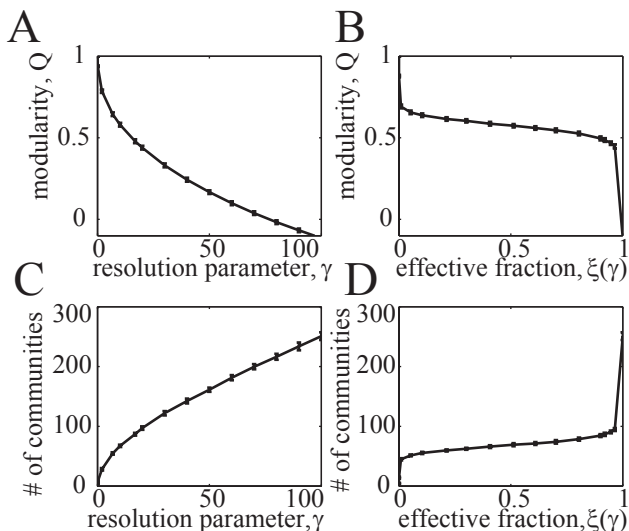 A
B
modularity, Q
1
0.5
0
0
50
100
resolution parameter, γ
modularity, Q
1
0.5
0
0
0.5
1
effective fraction, ξ(γ)
C
D
# of communities
300
200
100
0
0
50
100
resolution parameter, γ
# of communities
300
200
100
0
0
0.5
1
effective fraction, ξ(γ)